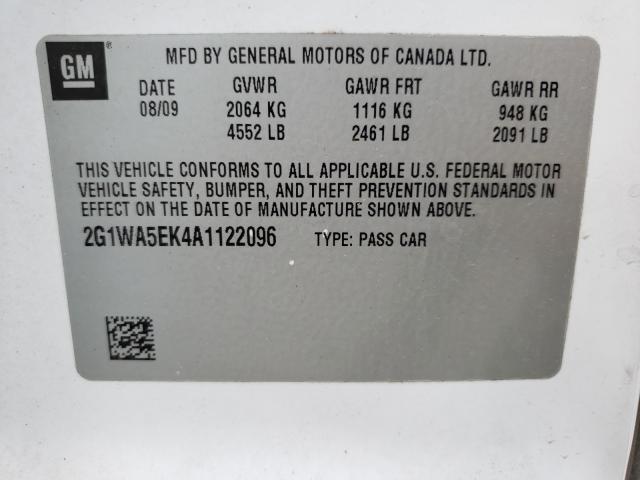 GM ® MFD BY GENERAL MOTORS OF CANADA LTD.
DATE GVWR GAWR FRT GAWR RR
08/09 2064 KG 1116 KG 948 KG
4552 LB 2461 LB 2091 LB
THIS VEHICLE CONFORMS TO ALL APPLICABLE U.S. FEDERAL MOTOR
VEHICLE SAFETY, BUMPER, AND THEFT PREVENTION STANDARDS IN
EFFECT ON THE DATE OF MANUFACTURE SHOWN ABOVE.
2G1WA5EK4A1122096 TYPE: PASS CAR